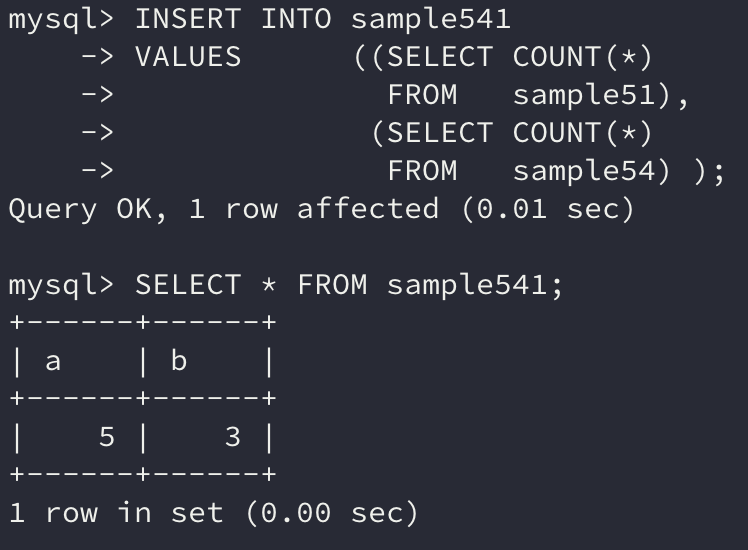 mysql> INSERT INTO sample541
    -> VALUES      ((SELECT COUNT(*)
    ->               FROM   sample51),
    ->              (SELECT COUNT(*)
    ->               FROM   sample54) );
Query OK, 1 row affected (0.01 sec)

mysql> SELECT * FROM sample541;
+------+------+
| a    | b    |
+------+------+
|    5 |    3 |
+------+------+
1 row in set (0.00 sec)